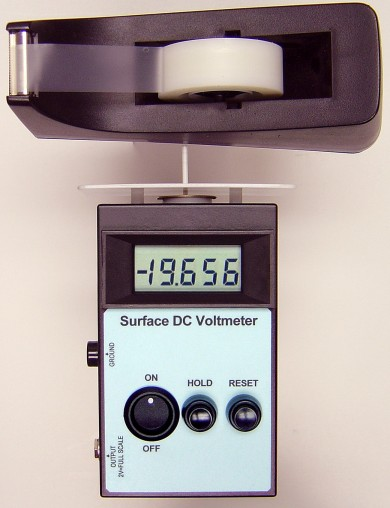 -19.656
Surface DC Voltmeter
GROUND
ON
HOLD
RESET
OFF
OUTPUT
2V=FULL SCALE